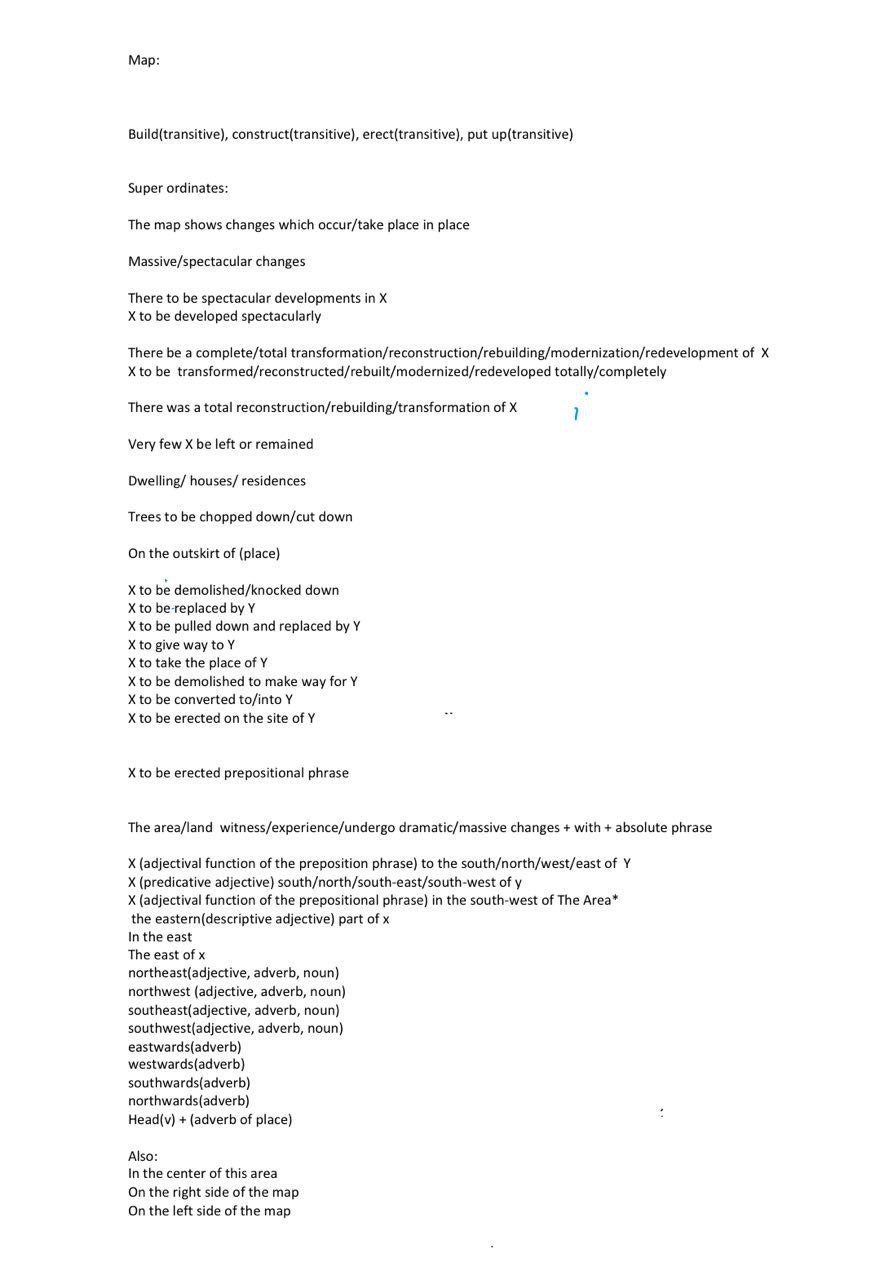 Map:
Build(transitive), construct(transitive), erect(transitive), put up(transitive)
Super ordinates:
The map shows changes which occur/take place in place
Massive/spectacular changes
There to be spectacular developments in X
X to be developed spectacularly
There be a complete/total transformation/reconstruction/rebuilding/modernization/redevelopment of  X
X to be  transformed/reconstructed/rebuilt/modernized/redeveloped totally/completely
There was a total reconstruction/rebuilding/transformation of X
Very few X be left or remained
Dwelling/ houses/ residences
Trees to be chopped down/cut down
On the outskirt of (place)
X to be demolished/knocked down
X to be replaced by Y
X to be pulled down and replaced by Y
X to give way to Y
X to take the place of Y
X to be demolished to make way for Y
X to be converted to/into Y
X to be erected on the site of Y
X to be erected prepositional phrase
The area/land  witness/experience/undergo dramatic/massive changes + with + absolute phrase
X (adjectival function of the preposition phrase) to the south/north/west/east of  Y
X (predicative adjective) south/north/south-east/south-west of y
X (adjectival function of the prepositional phrase) in the south-west of The Area*
the eastern(descriptive adjective) part of x
In the east
The east of x
northeast(adjective, adverb, noun)
northwest (adjective, adverb, noun)
southeast(adjective, adverb, noun)
southwest(adjective, adverb, noun)
eastwards(adverb)
westwards(adverb)
southwards(adverb)
northwards(adverb)
Head(v) + (adverb of place)
Also:
In the center of this area
On the right side of the map
On the left side of the map